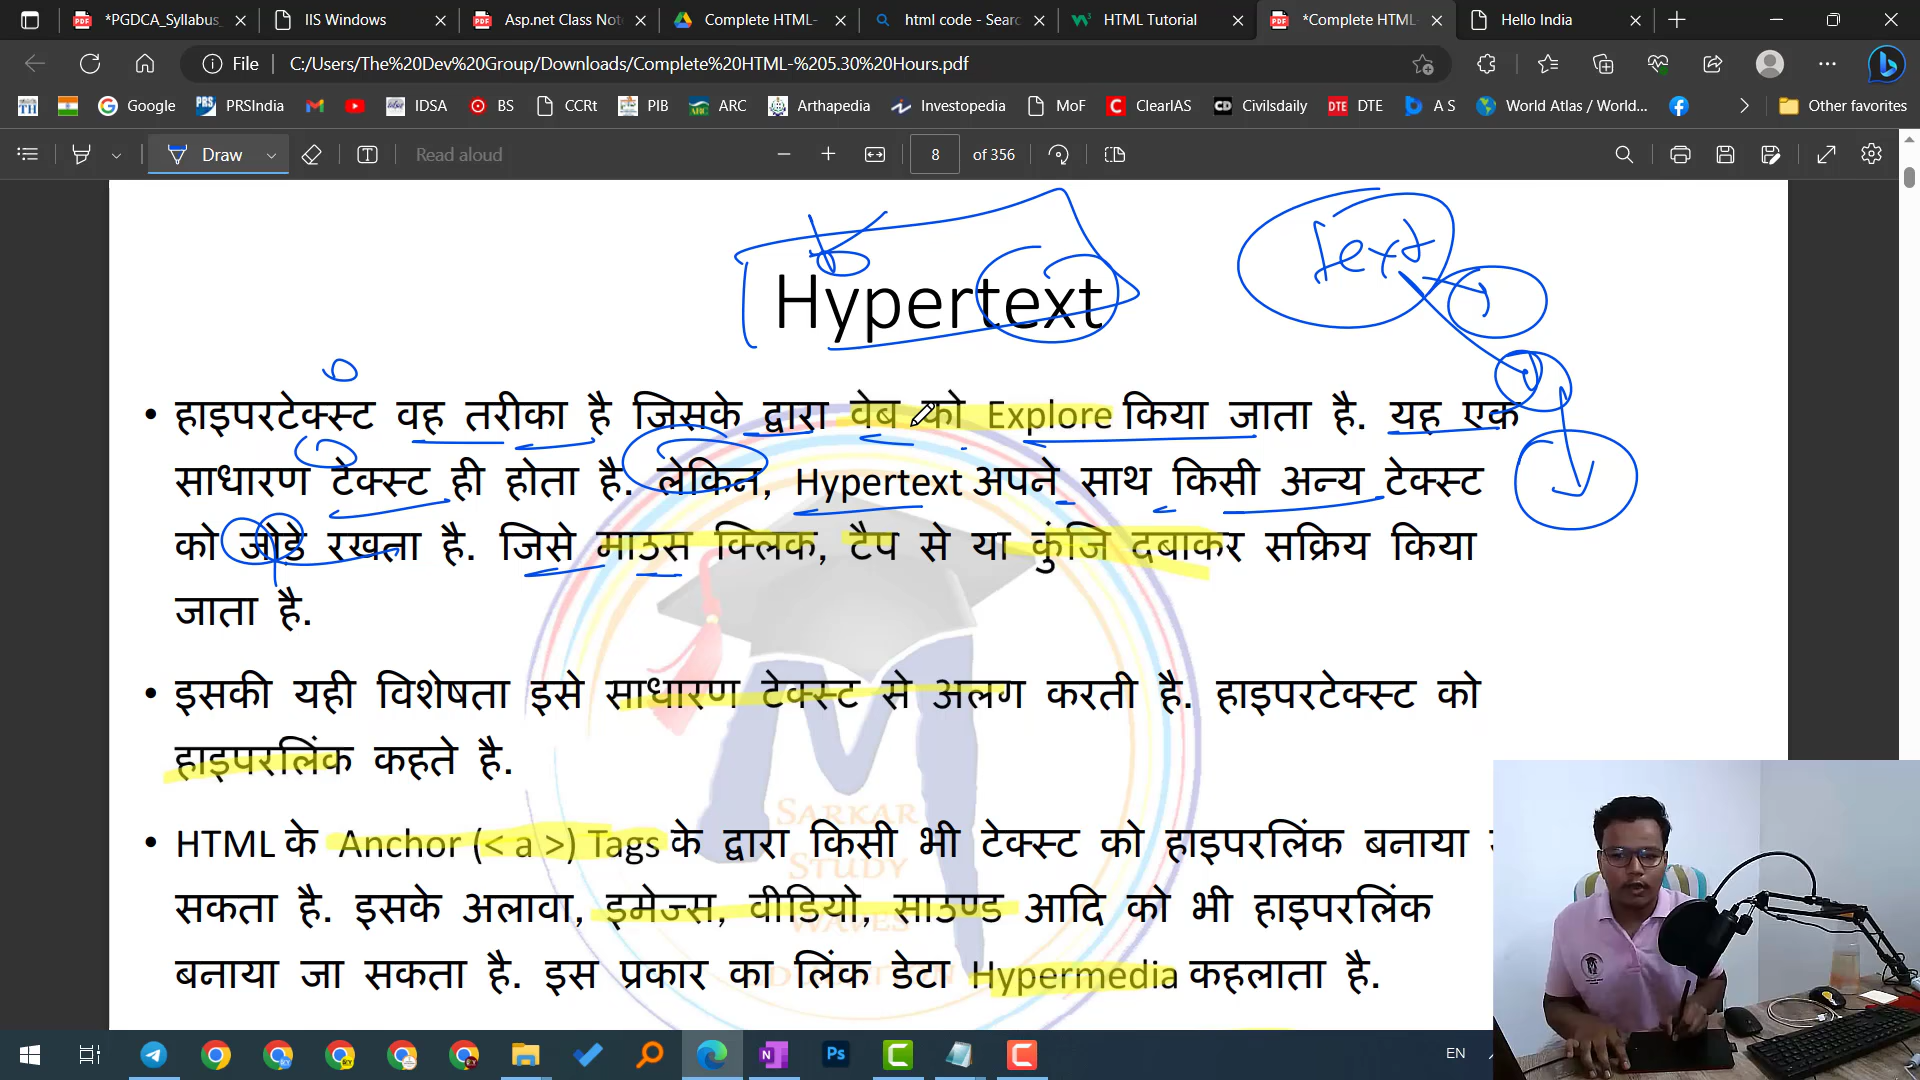 *PGDCA_Syllabus_
IIS Windows
Asp.net Class Not
Complete HTML-
html code - Searc
HTML Tutorial
*Complete HTML-
Hello India
File C:/Users/The%20Dev%20Group/Downloads/Complete%20HTML-%205.30%20Hours.pdf
Google PRSIndia IDSA BS CCRt PIB ARC Arthapedia Investopedia MoF ClearIAS Civilsdaily DTE A S World Atlas / World... Other favorites
Draw Read aloud 8 of 356
Text
Hypertext
• हाइपरटेक्स्ट वह तरीका है जिसके द्वारा वेब को Explore किया जाता है. यह एक
साधारण टेक्स्ट ही होता है. लेकिन, Hypertext अपने साथ किसी अन्य टेक्स्ट
को जोड़े रखता है. जिसे माउस क्लिक, टैप से या कुंजि दबाकर सक्रिय किया
जाता है.
• इसकी यही विशेषता इसे साधारण टेक्स्ट से अलग करती है. हाइपरटेक्स्ट को
हाइपरलिंक कहते है.
• HTML के Anchor (< a >) Tags के द्वारा किसी भी टेक्स्ट को हाइपरलिंक बनाया
सकता है. इसके अलावा, इमेज्स, वीडियो, साउण्ड आदि को भी हाइपरलिंक
बनाया जा सकता है. इस प्रकार का लिंक डेटा Hypermedia कहलाता है.
SARKAR
STUDY
WAVES
EN